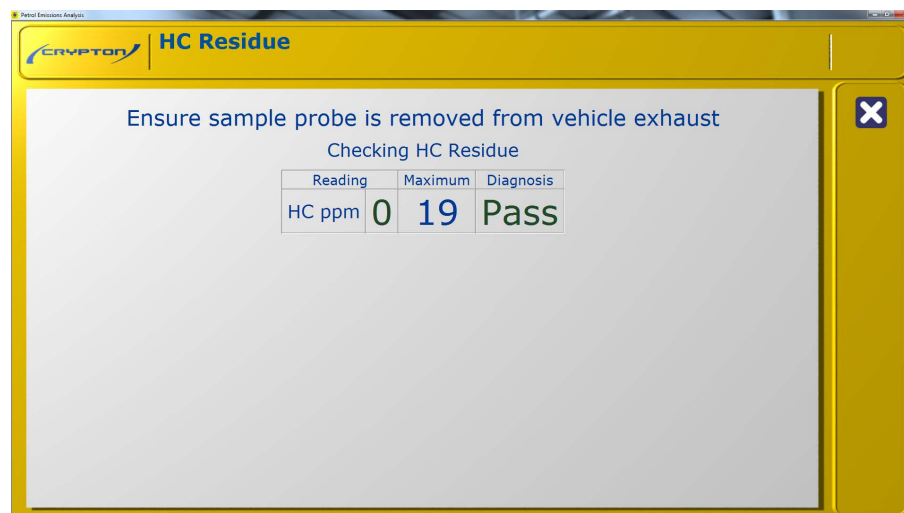 Petrol Emissions Analysis
CRYPTON
HC Residue
Ensure sample probe is removed from vehicle exhaust
Checking HC Residue
Reading Maximum Diagnosis
HC ppm 0 19 Pass